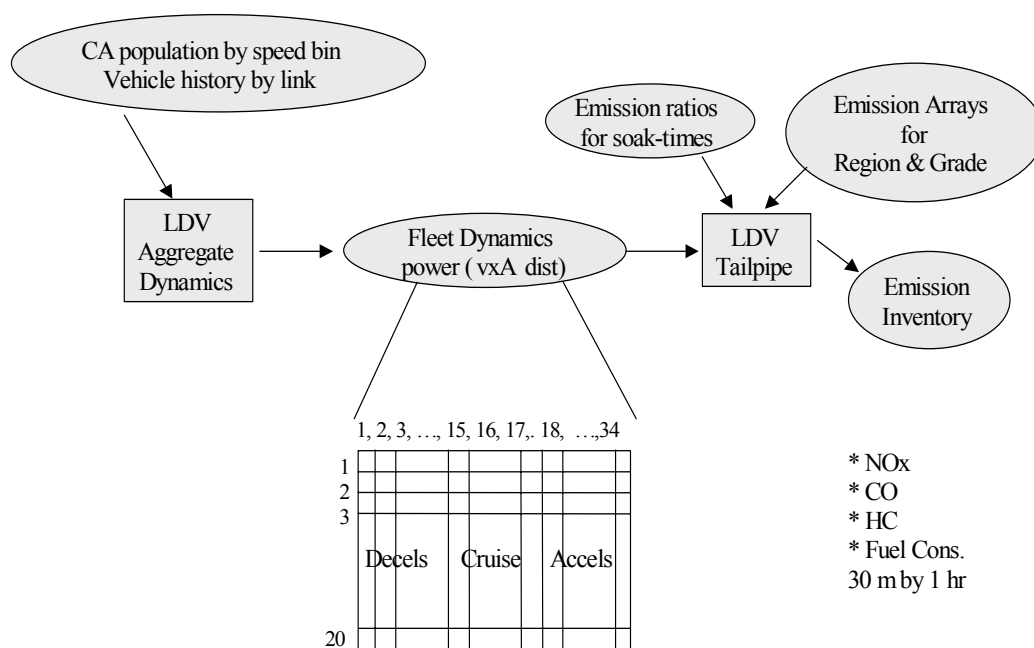 CA population by speed bin
Vehicle history by link
Emission ratios
for soak-times
Emission Arrays
for
Region & Grade
LDV
Aggregate
Dynamics
Fleet Dynamics
power ( vxA dist)
LDV
Tailpipe
Emission
Inventory
1, 2, 3, …, 15, 16, 17,. 18, …,34
1
2
3
Decels Cruise Accels
20
* NOx
* CO
* HC
* Fuel Cons.
30 m by 1 hr